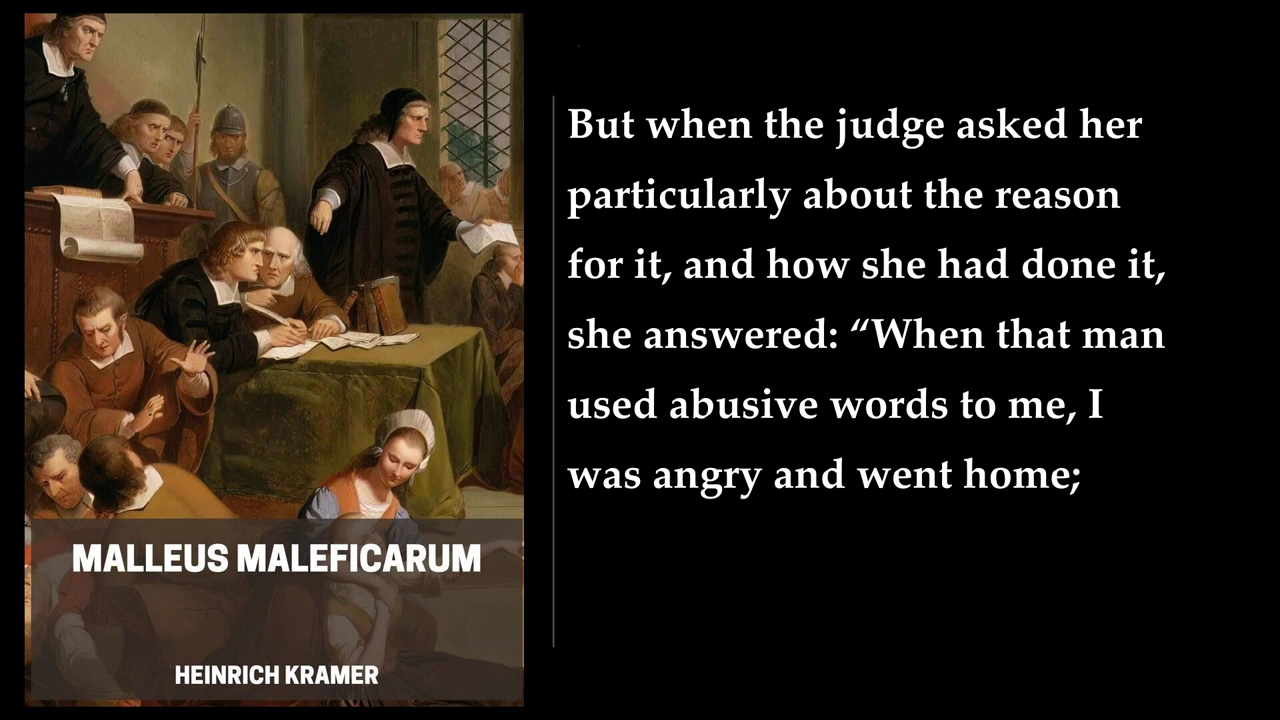 MALLEUS MALEFICARUM
HEINRICH KRAMER
But when the judge asked her
particularly about the reason
for it, and how she had done it,
she answered: “When that man
used abusive words to me, I
was angry and went home;